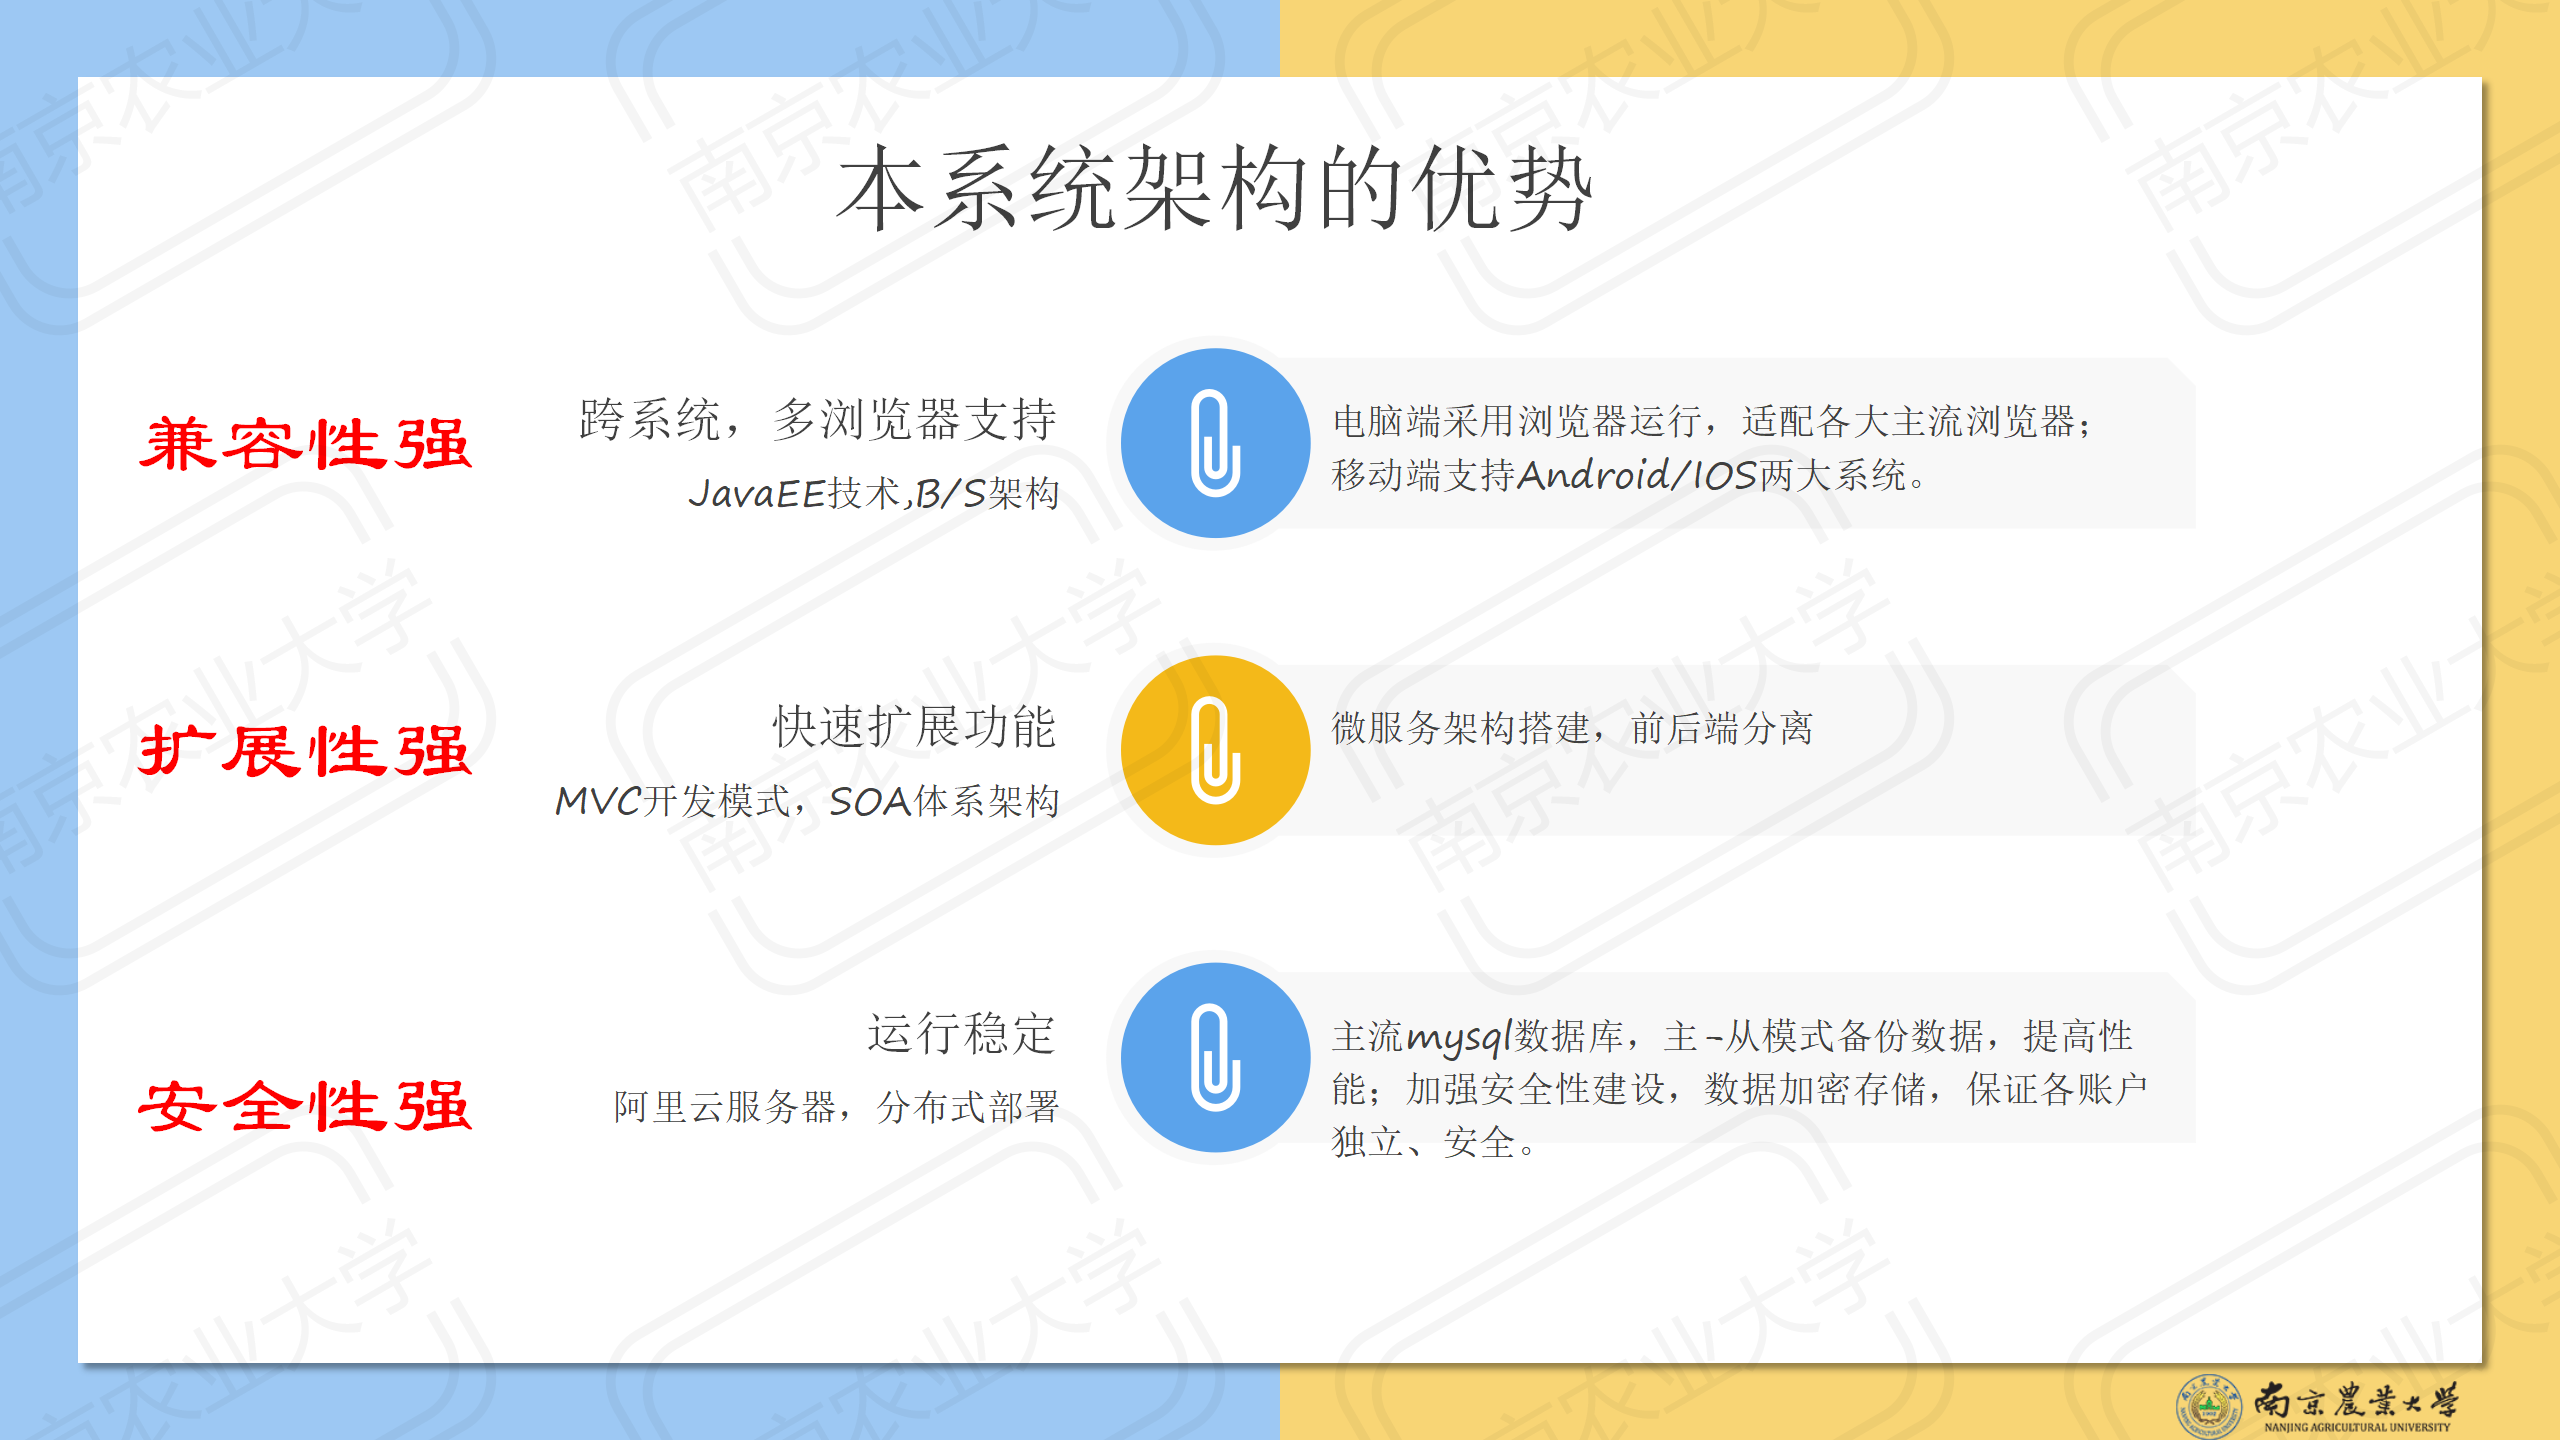 本系统架构的优势
兼容性强
跨系统，多浏览器支持
JavaEE技术,B/S架构
电脑端采用浏览器运行，适配各大主流浏览器；
移动端支持Android/IOS两大系统。
扩展性强
快速扩展功能
MVC开发模式，SOA体系架构
微服务架构搭建，前后端分离
安全性强
运行稳定
阿里云服务器，分布式部署
主流mysql数据库，主-从模式备份数据，提高性
能；加强安全性建设，数据加密存储，保证各账户
独立、安全。
南京農業大學
NANJING AGRICULTURAL UNIVERSITY
南京农业大学